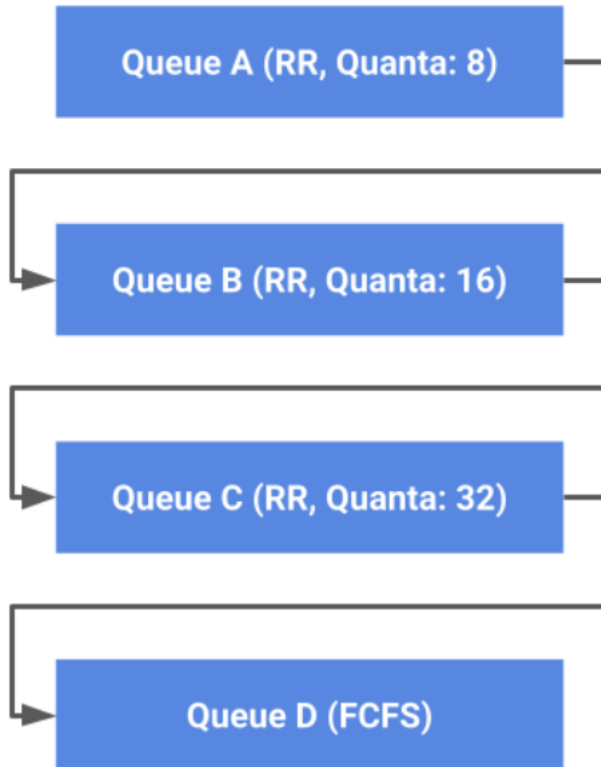 Queue A (RR, Quanta: 8)
Queue B (RR, Quanta: 16)
Queue C (RR, Quanta: 32)
Queue D (FCFS)